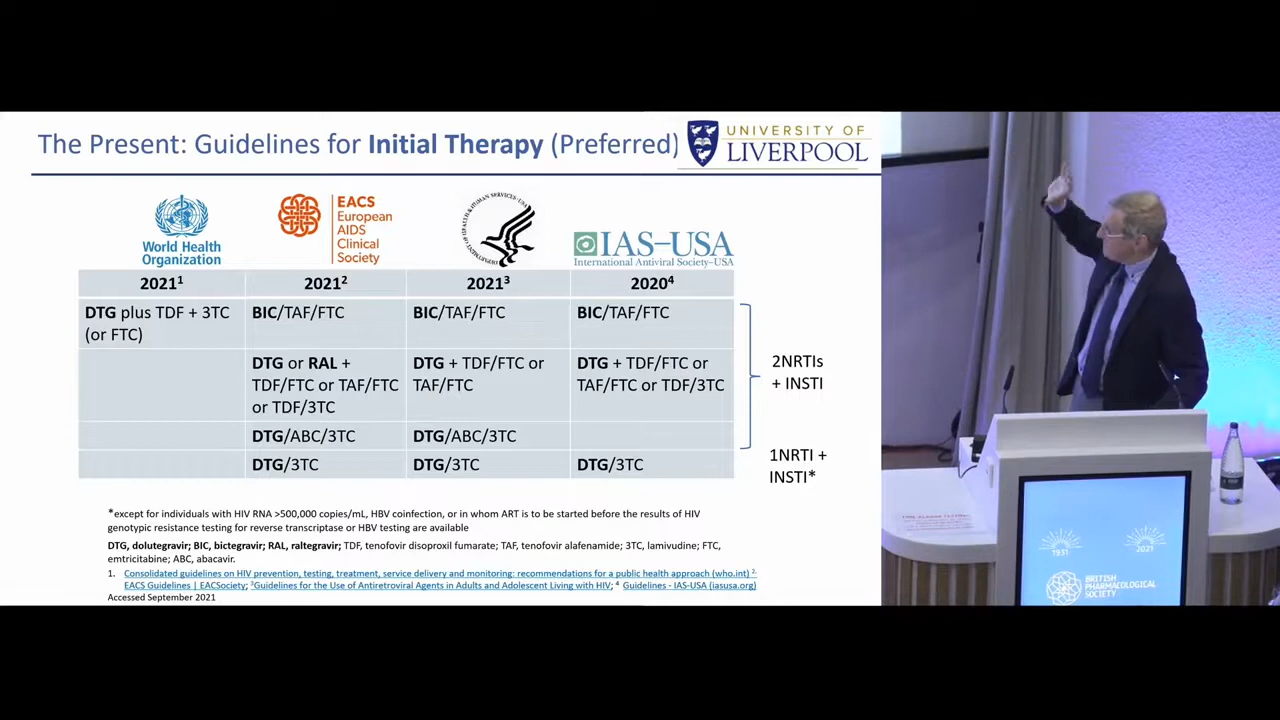 The Present: Guidelines for Initial Therapy (Preferred)
UNIVERSITY OF
LIVERPOOL
World Health
Organization
EACS
European
AIDS
Clinical
Society
DEPARTMENT OF HEALTH & HUMAN SERVICES · USA
IAS–USA
International Antiviral Society–USA
2021¹ 2021² 2021³ 2020⁴
DTG plus TDF + 3TC
(or FTC)
BIC/TAF/FTC
BIC/TAF/FTC
BIC/TAF/FTC
DTG or RAL +
TDF/FTC or TAF/FTC
or TDF/3TC
DTG + TDF/FTC or
TAF/FTC
DTG + TDF/FTC or
TAF/FTC or TDF/3TC
DTG/ABC/3TC
DTG/ABC/3TC
DTG/3TC
DTG/3TC
DTG/3TC
2NRTIs
+ INSTI
1NRTI +
INSTI*
*except for individuals with HIV RNA >500,000 copies/mL, HBV coinfection, or in whom ART is to be started before the results of HIV
genotypic resistance testing for reverse transcriptase or HBV testing are available
DTG, dolutegravir; BIC, bictegravir; RAL, raltegravir; TDF, tenofovir disoproxil fumarate; TAF, tenofovir alafenamide; 3TC, lamivudine; FTC,
emtricitabine; ABC, abacavir.
1. Consolidated guidelines on HIV prevention, testing, treatment, service delivery and monitoring: recommendations for a public health approach (who.int) ²·
EACS Guidelines | EACSociety; ³Guidelines for the Use of Antiretroviral Agents in Adults and Adolescent Living with HIV; ⁴ Guidelines - IAS-USA (iasusa.org)
Accessed September 2021
1931
2021
BRITISH
PHARMACOLOGICAL
SOCIETY